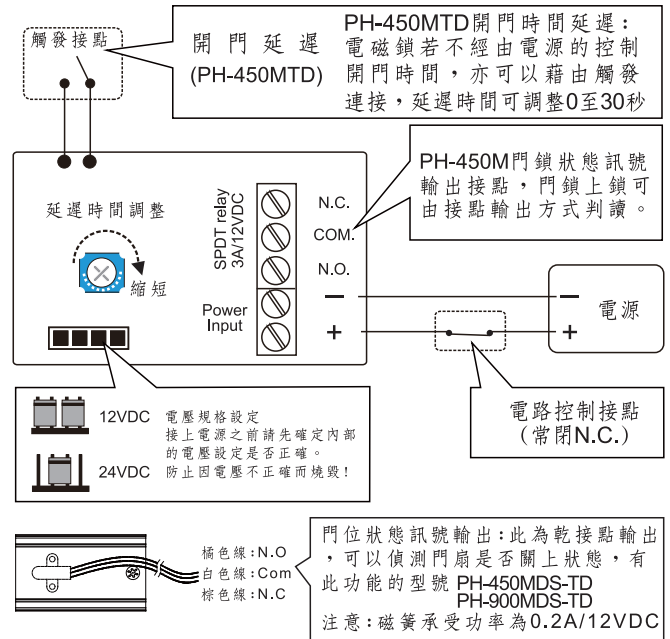 觸發接點
開門延遲
(PH-450MTD)
PH-450MTD開門時間延遲:
電磁鎖若不經由電源的控制
開門時間，亦可以藉由觸發
連接，延遲時間可調整0至30秒
延遲時間調整
縮短
SPDT relay
3A/12VDC
N.C.
COM.
N.O.
Power
Input
−
+
PH-450M門鎖狀態訊號
輸出接點，門鎖上鎖可
由接點輸出方式判讀。
−
+
電源
電路控制接點
(常閉N.C.)
12VDC
24VDC
電壓規格設定
接上電源之前請先確定內部
的電壓設定是否正確。
防止因電壓不正確而燒毀!
橘色線:N.O
白色線:Com
棕色線:N.C
門位狀態訊號輸出:此為乾接點輸出
，可以偵測門扇是否關上狀態，有
此功能的型號 PH-450MDS-TD
PH-900MDS-TD
注意:磁簧承受功率為0.2A/12VDC